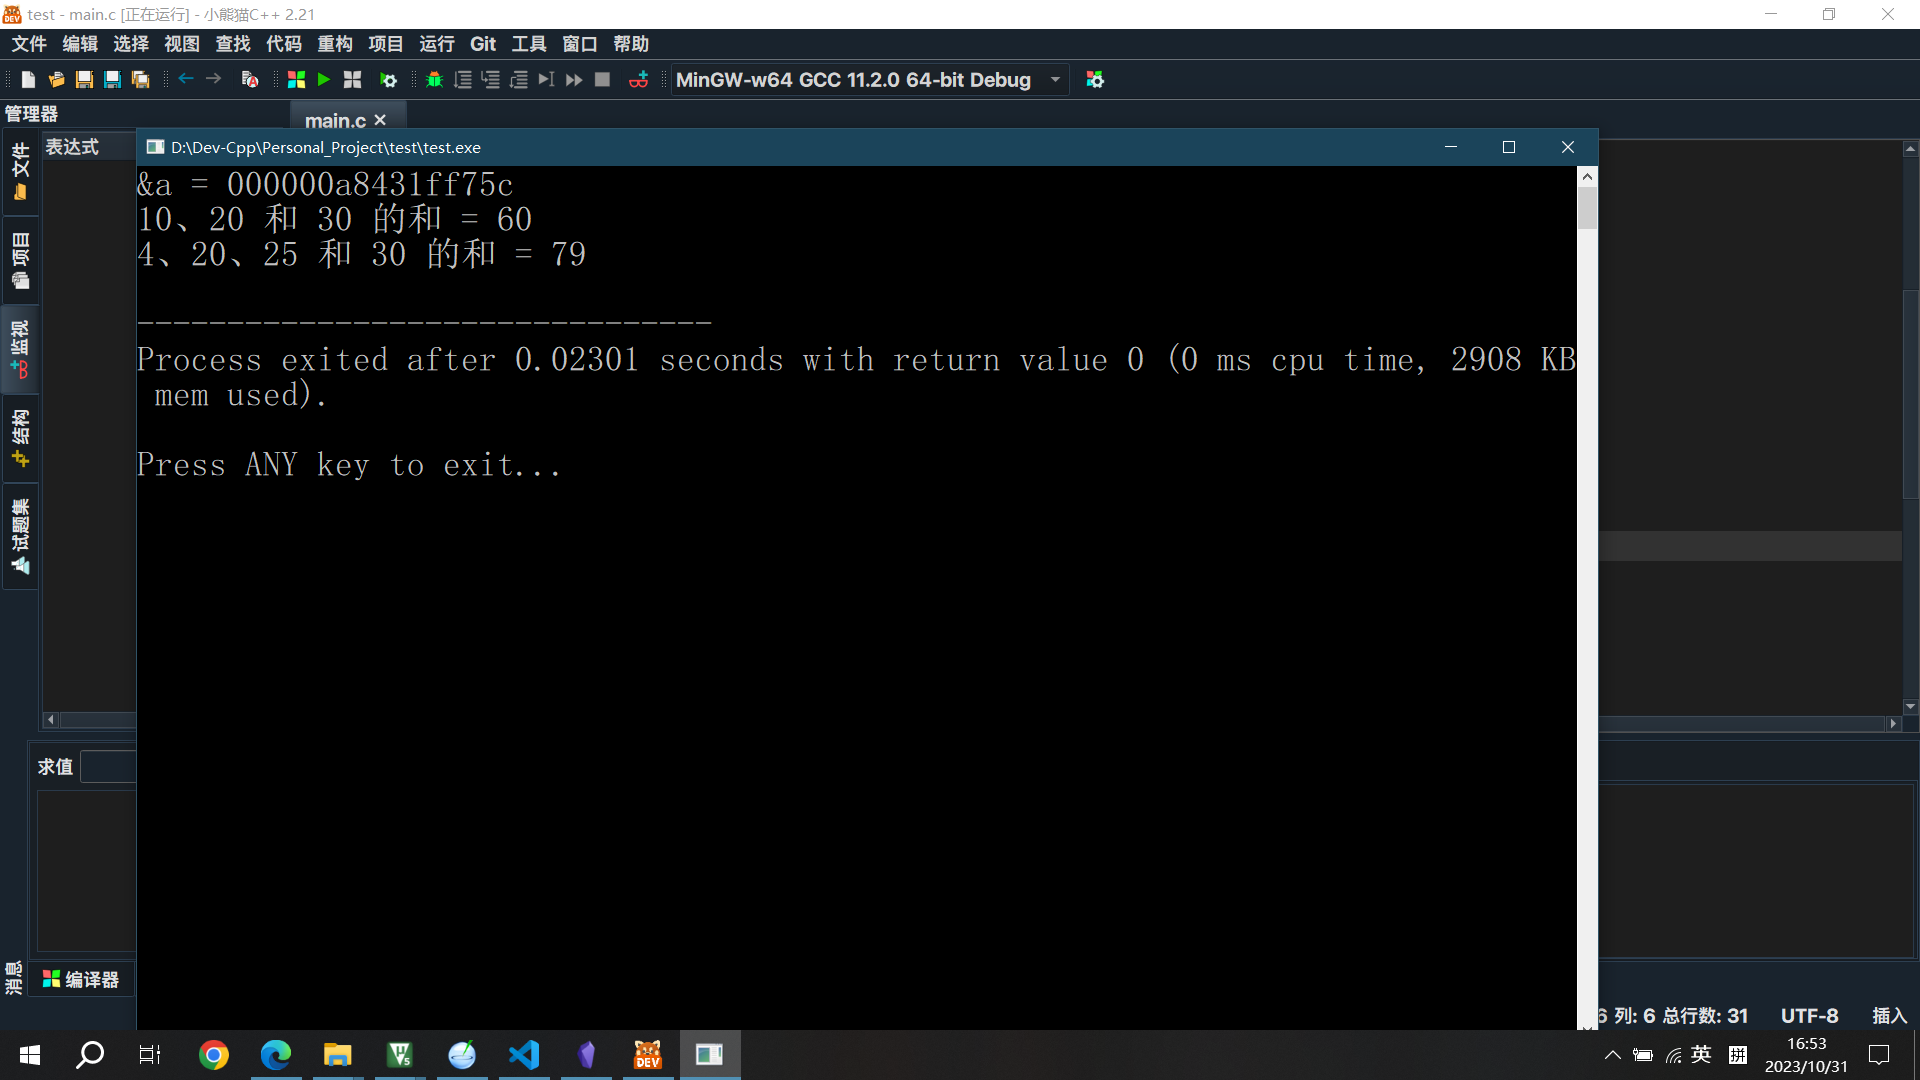 test - main.c [正在运行] - 小熊猫C++ 2.21
文件 编辑 选择 视图 查找 代码 重构 项目 运行 Git 工具 窗口 帮助
MinGW-w64 GCC 11.2.0 64-bit Debug
管理器
main.c
文件
项目
监视
结构
试题集
表达式
D:\Dev-Cpp\Personal_Project\test\test.exe
&a = 000000a8431ff75c
10、20 和 30 的和 = 60
4、20、25 和 30 的和 = 79
--------------------------------
Process exited after 0.02301 seconds with return value 0 (0 ms cpu time, 2908 KB
mem used).
Press ANY key to exit...
求值
消息
编译器
6 列: 6 总行数: 31 UTF-8 插入
DEV
英 拼
16:53
2023/10/31